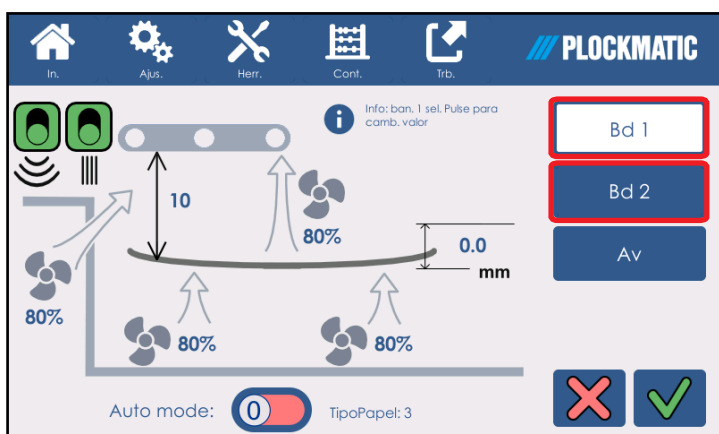 In.
Ajus.
Herr.
Cont.
Trb.
PLOCKMATIC
Info: ban. 1 sel. Pulse para
camb. valor
Bd 1
Bd 2
Av
10
80%
0.0
mm
80%
80%
80%
Auto mode:
0
TipoPapel: 3